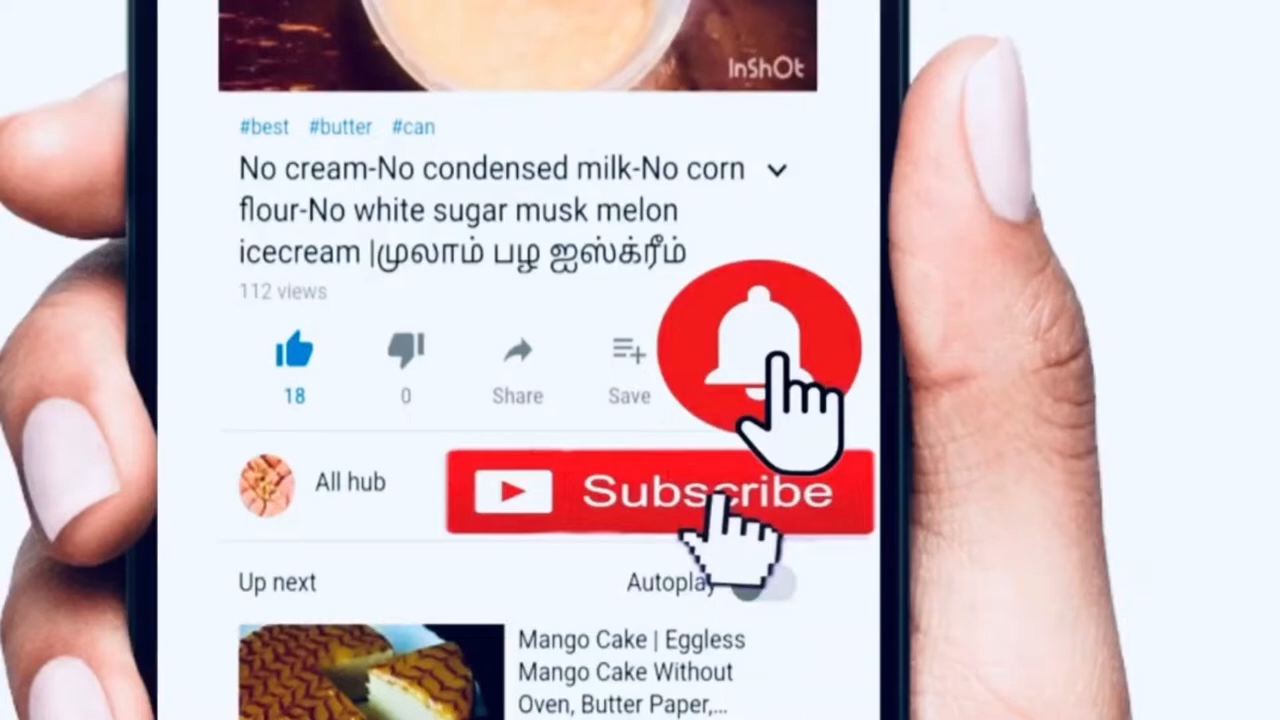 InShOt
#best #butter #can
No cream-No condensed milk-No corn
flour-No white sugar musk melon
icecream |முலாம் பழ ஐஸ்க்ரீம்
112 views
18 0 Share Save
All hub
Subscribe
Up next Autoplay
Mango Cake | Eggless
Mango Cake Without
Oven, Butter Paper,...